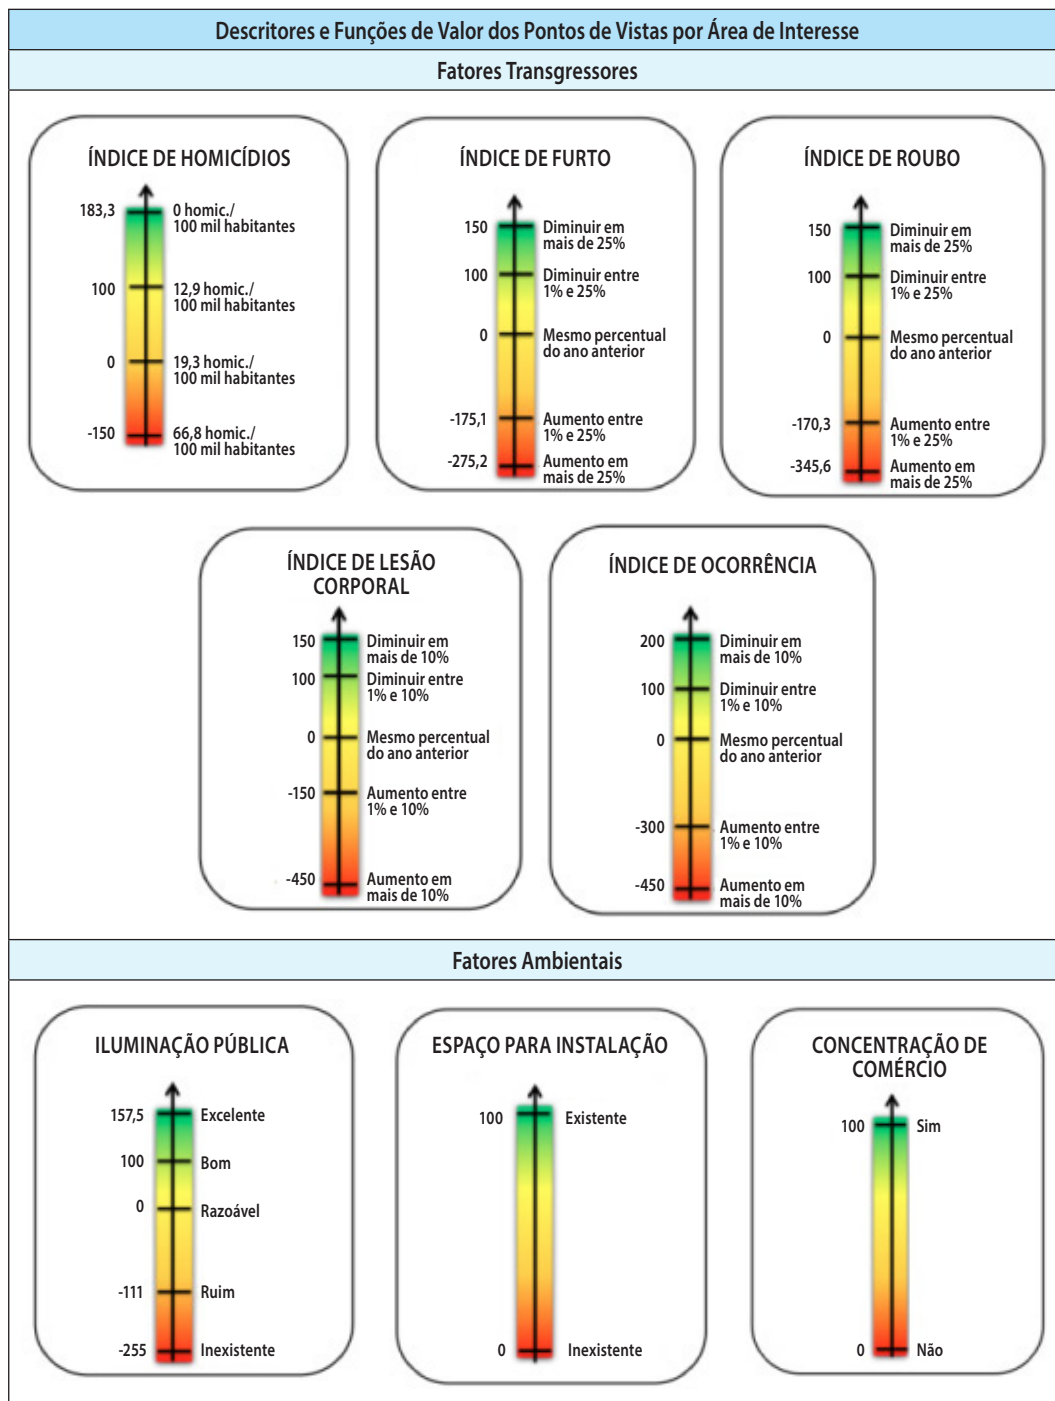 Descritores e Funções de Valor dos Pontos de Vistas por Área de Interesse
Fatores Transgressores
ÍNDICE DE HOMICÍDIOS
183,3
0 homic./
100 mil habitantes
100
12,9 homic./
100 mil habitantes
0
19,3 homic./
100 mil habitantes
-150
66,8 homic./
100 mil habitantes
ÍNDICE DE FURTO
150
Diminuir em
mais de 25%
100
Diminuir entre
1% e 25%
0
Mesmo percentual
do ano anterior
-175,1
Aumento entre
1% e 25%
-275,2
Aumento em
mais de 25%
ÍNDICE DE ROUBO
150
Diminuir em
mais de 25%
100
Diminuir entre
1% e 25%
0
Mesmo percentual
do ano anterior
-170,3
Aumento entre
1% e 25%
-345,6
Aumento em
mais de 25%
ÍNDICE DE LESÃO
CORPORAL
150
Diminuir em
mais de 10%
100
Diminuir entre
1% e 10%
0
Mesmo percentual
do ano anterior
-150
Aumento entre
1% e 10%
-450
Aumento em
mais de 10%
ÍNDICE DE OCORRÊNCIA
200
Diminuir em
mais de 10%
100
Diminuir entre
1% e 10%
0
Mesmo percentual
do ano anterior
-300
Aumento entre
1% e 10%
-450
Aumento em
mais de 10%
Fatores Ambientais
ILUMINAÇÃO PÚBLICA
157,5
Excelente
100
Bom
0
Razoável
-111
Ruim
-255
Inexistente
ESPAÇO PARA INSTALAÇÃO
100
Existente
0
Inexistente
CONCENTRAÇÃO DE
COMÉRCIO
100
Sim
0
Não